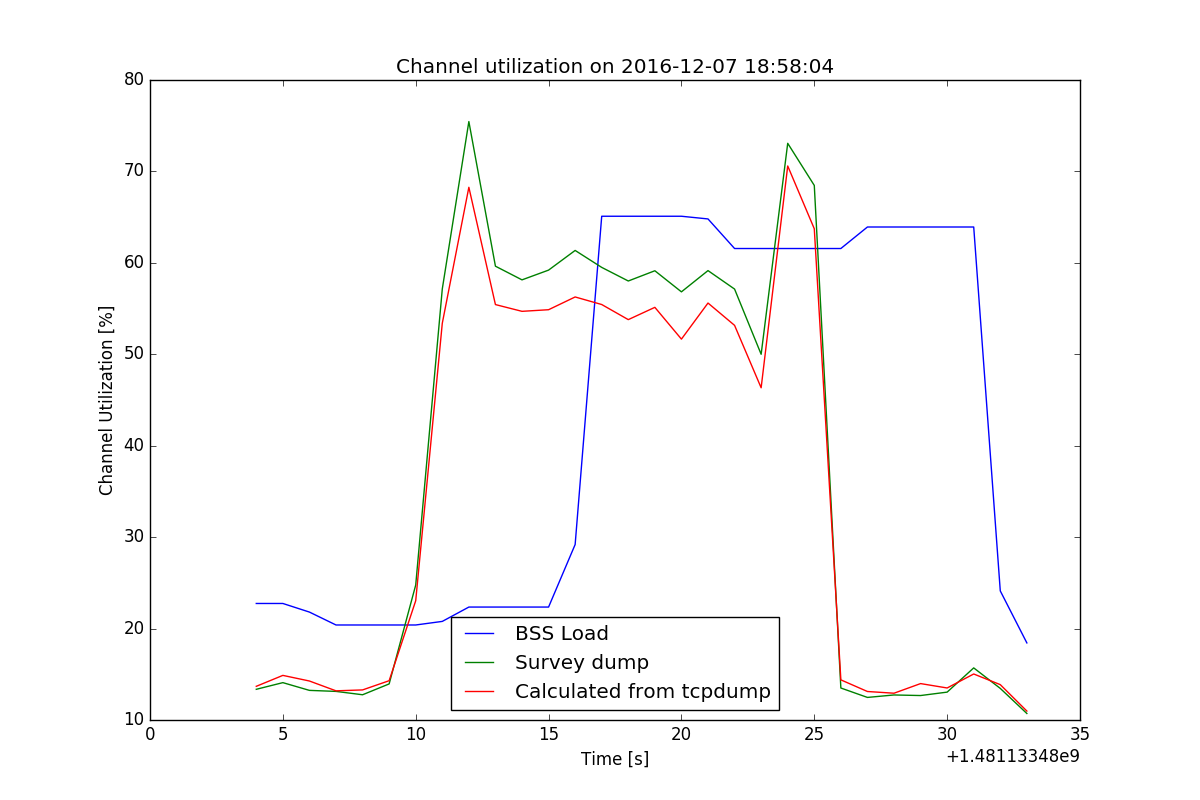 Channel utilization on 2016-12-07 18:58:04
80
70
60
50
40
30
20
10
Channel Utilization [%]
BSS Load
Survey dump
Calculated from tcpdump
0 5 10 15 20 25 30 35
Time [s]
+1.48113348e9